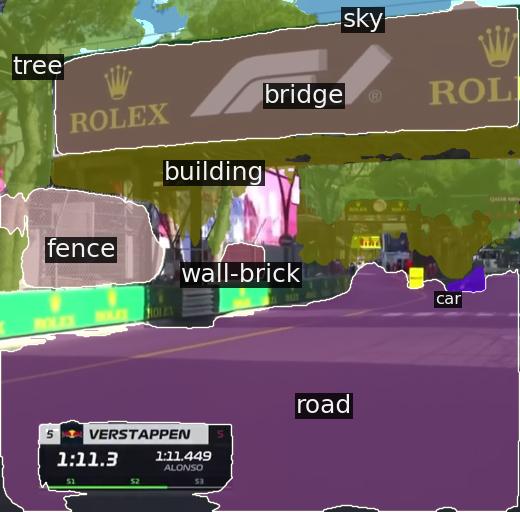 sky
tree
bridge
ROLEX
®
ROL
building
fence
wall-brick
car
road
5 VERSTAPPEN 5
1:11.3 1:11.449
ALONSO
S1 S2 S3